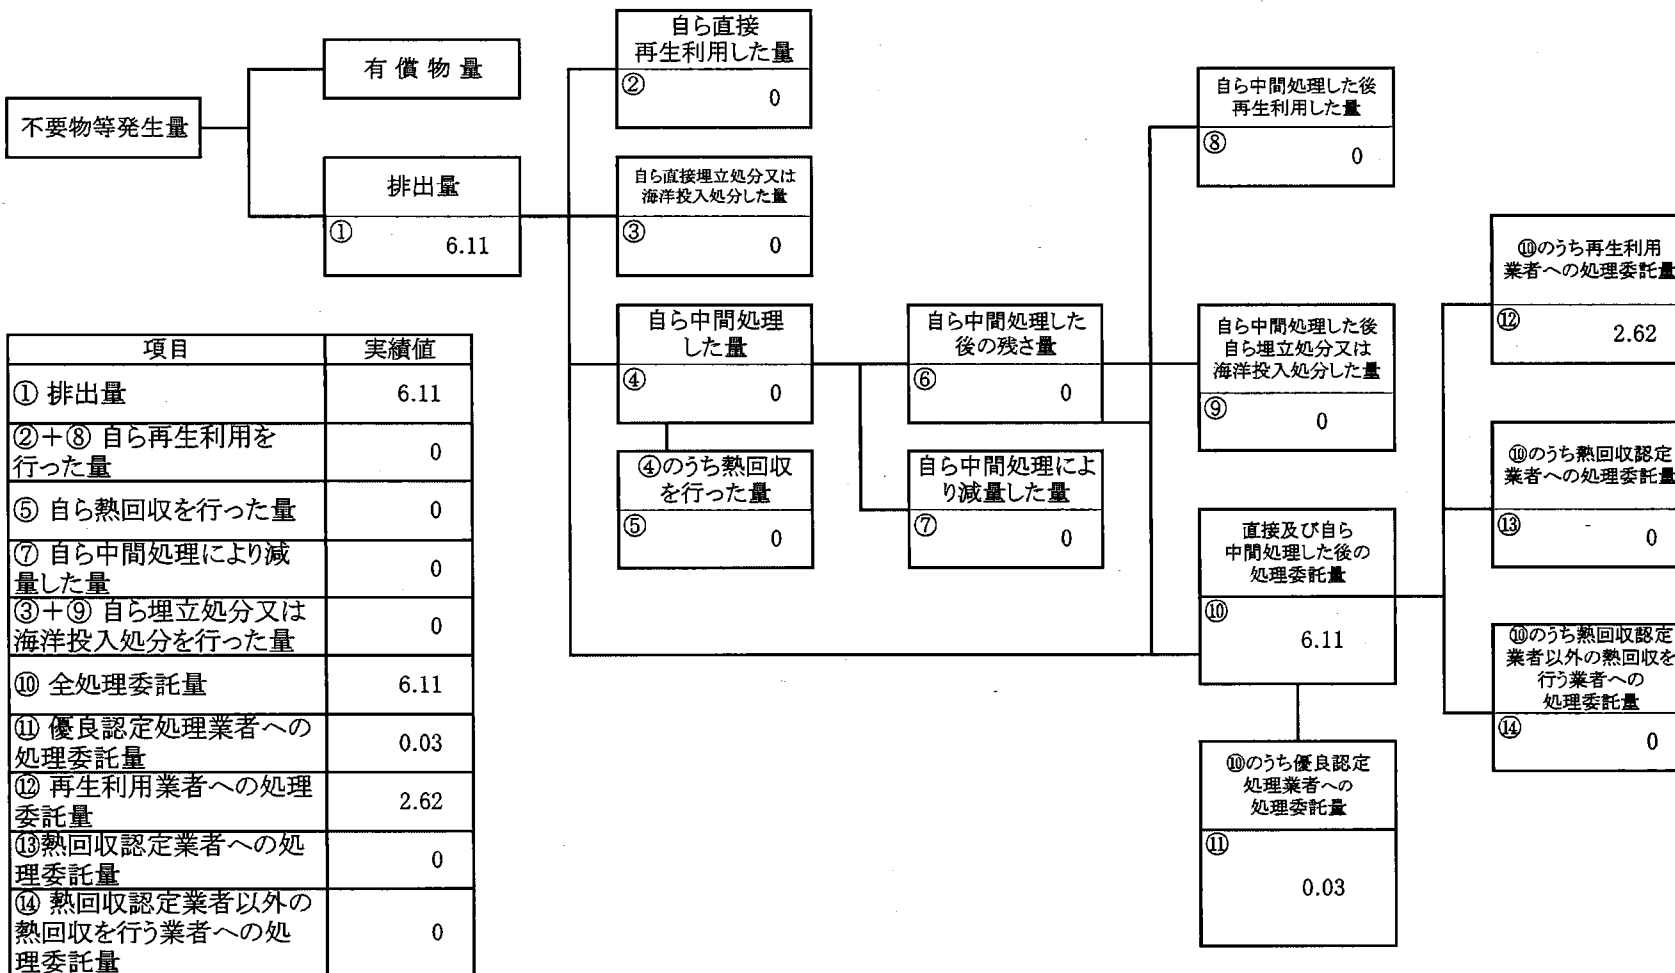 不要物等発生量
有償物量
排出量
① 6.11
自ら直接
再生利用した量
② 0
自ら直接埋立処分又は
海洋投入処分した量
③ 0
自ら中間処理
した量
④ 0
④のうち熱回収
を行った量
⑤ 0
自ら中間処理した
後の残さ量
⑥ 0
自ら中間処理によ
り減量した量
⑦ 0
自ら中間処理した後
再生利用した量
⑧ 0
自ら中間処理した後
自ら埋立処分又は
海洋投入処分した量
⑨ 0
直接及び自ら
中間処理した後の
処理委託量
⑩ 6.11
⑩のうち優良認定
処理業者への
処理委託量
⑪ 0.03
⑩のうち再生利用
業者への処理委託量
⑫ 2.62
⑩のうち熱回収認定
業者への処理委託量
⑬ 0
⑩のうち熱回収認定
業者以外の熱回収を
行う業者への
処理委託量
⑭ 0
項目 実績値
① 排出量 6.11
②+⑧ 自ら再生利用を
行った量 0
⑤ 自ら熱回収を行った量 0
⑦ 自ら中間処理により減
量した量 0
③+⑨ 自ら埋立処分又は
海洋投入処分を行った量 0
⑩ 全処理委託量 6.11
⑪ 優良認定処理業者への
処理委託量 0.03
⑫ 再生利用業者への処理
委託量 2.62
⑬熱回収認定業者への処
理委託量 0
⑭ 熱回収認定業者以外の
熱回収を行う業者への処
理委託量 0